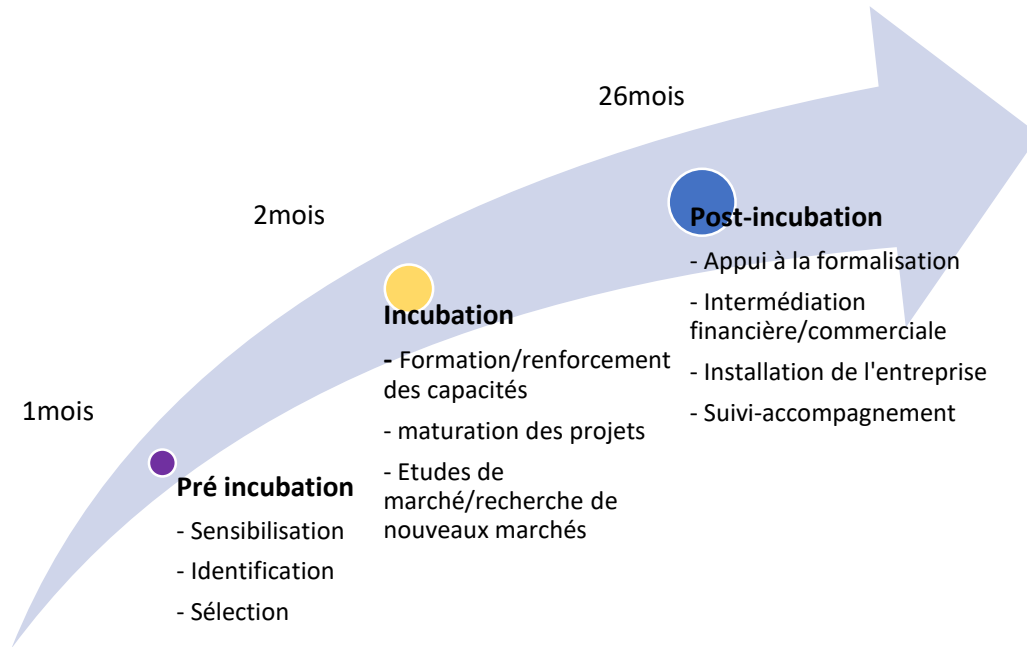 1mois
Pré incubation
- Sensibilisation
- Identification
- Sélection
2mois
Incubation
- Formation/renforcement
des capacités
- maturation des projets
- Etudes de
marché/recherche de
nouveaux marchés
26mois
Post-incubation
- Appui à la formalisation
- Intermédiation
financière/commerciale
- Installation de l'entreprise
- Suivi-accompagnement